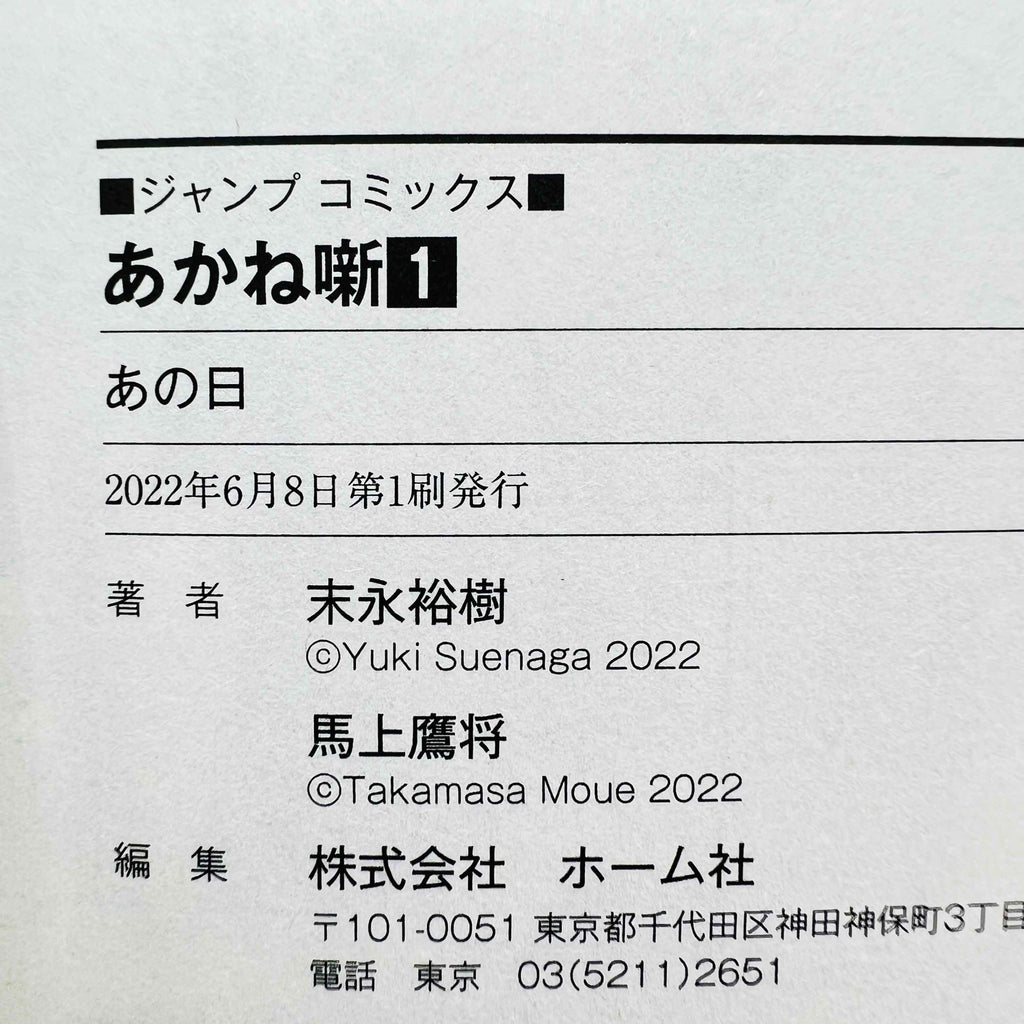 ■ジャンプ コミックス■
あかね噺1
あの日
2022年6月8日第1刷発行
著 者 末永裕樹
©Yuki Suenaga 2022
馬上鷹将
©Takamasa Moue 2022
編 集 株式会社 ホーム社
〒101-0051 東京都千代田区神田神保町3丁目
電話 東京 03(5211)2651